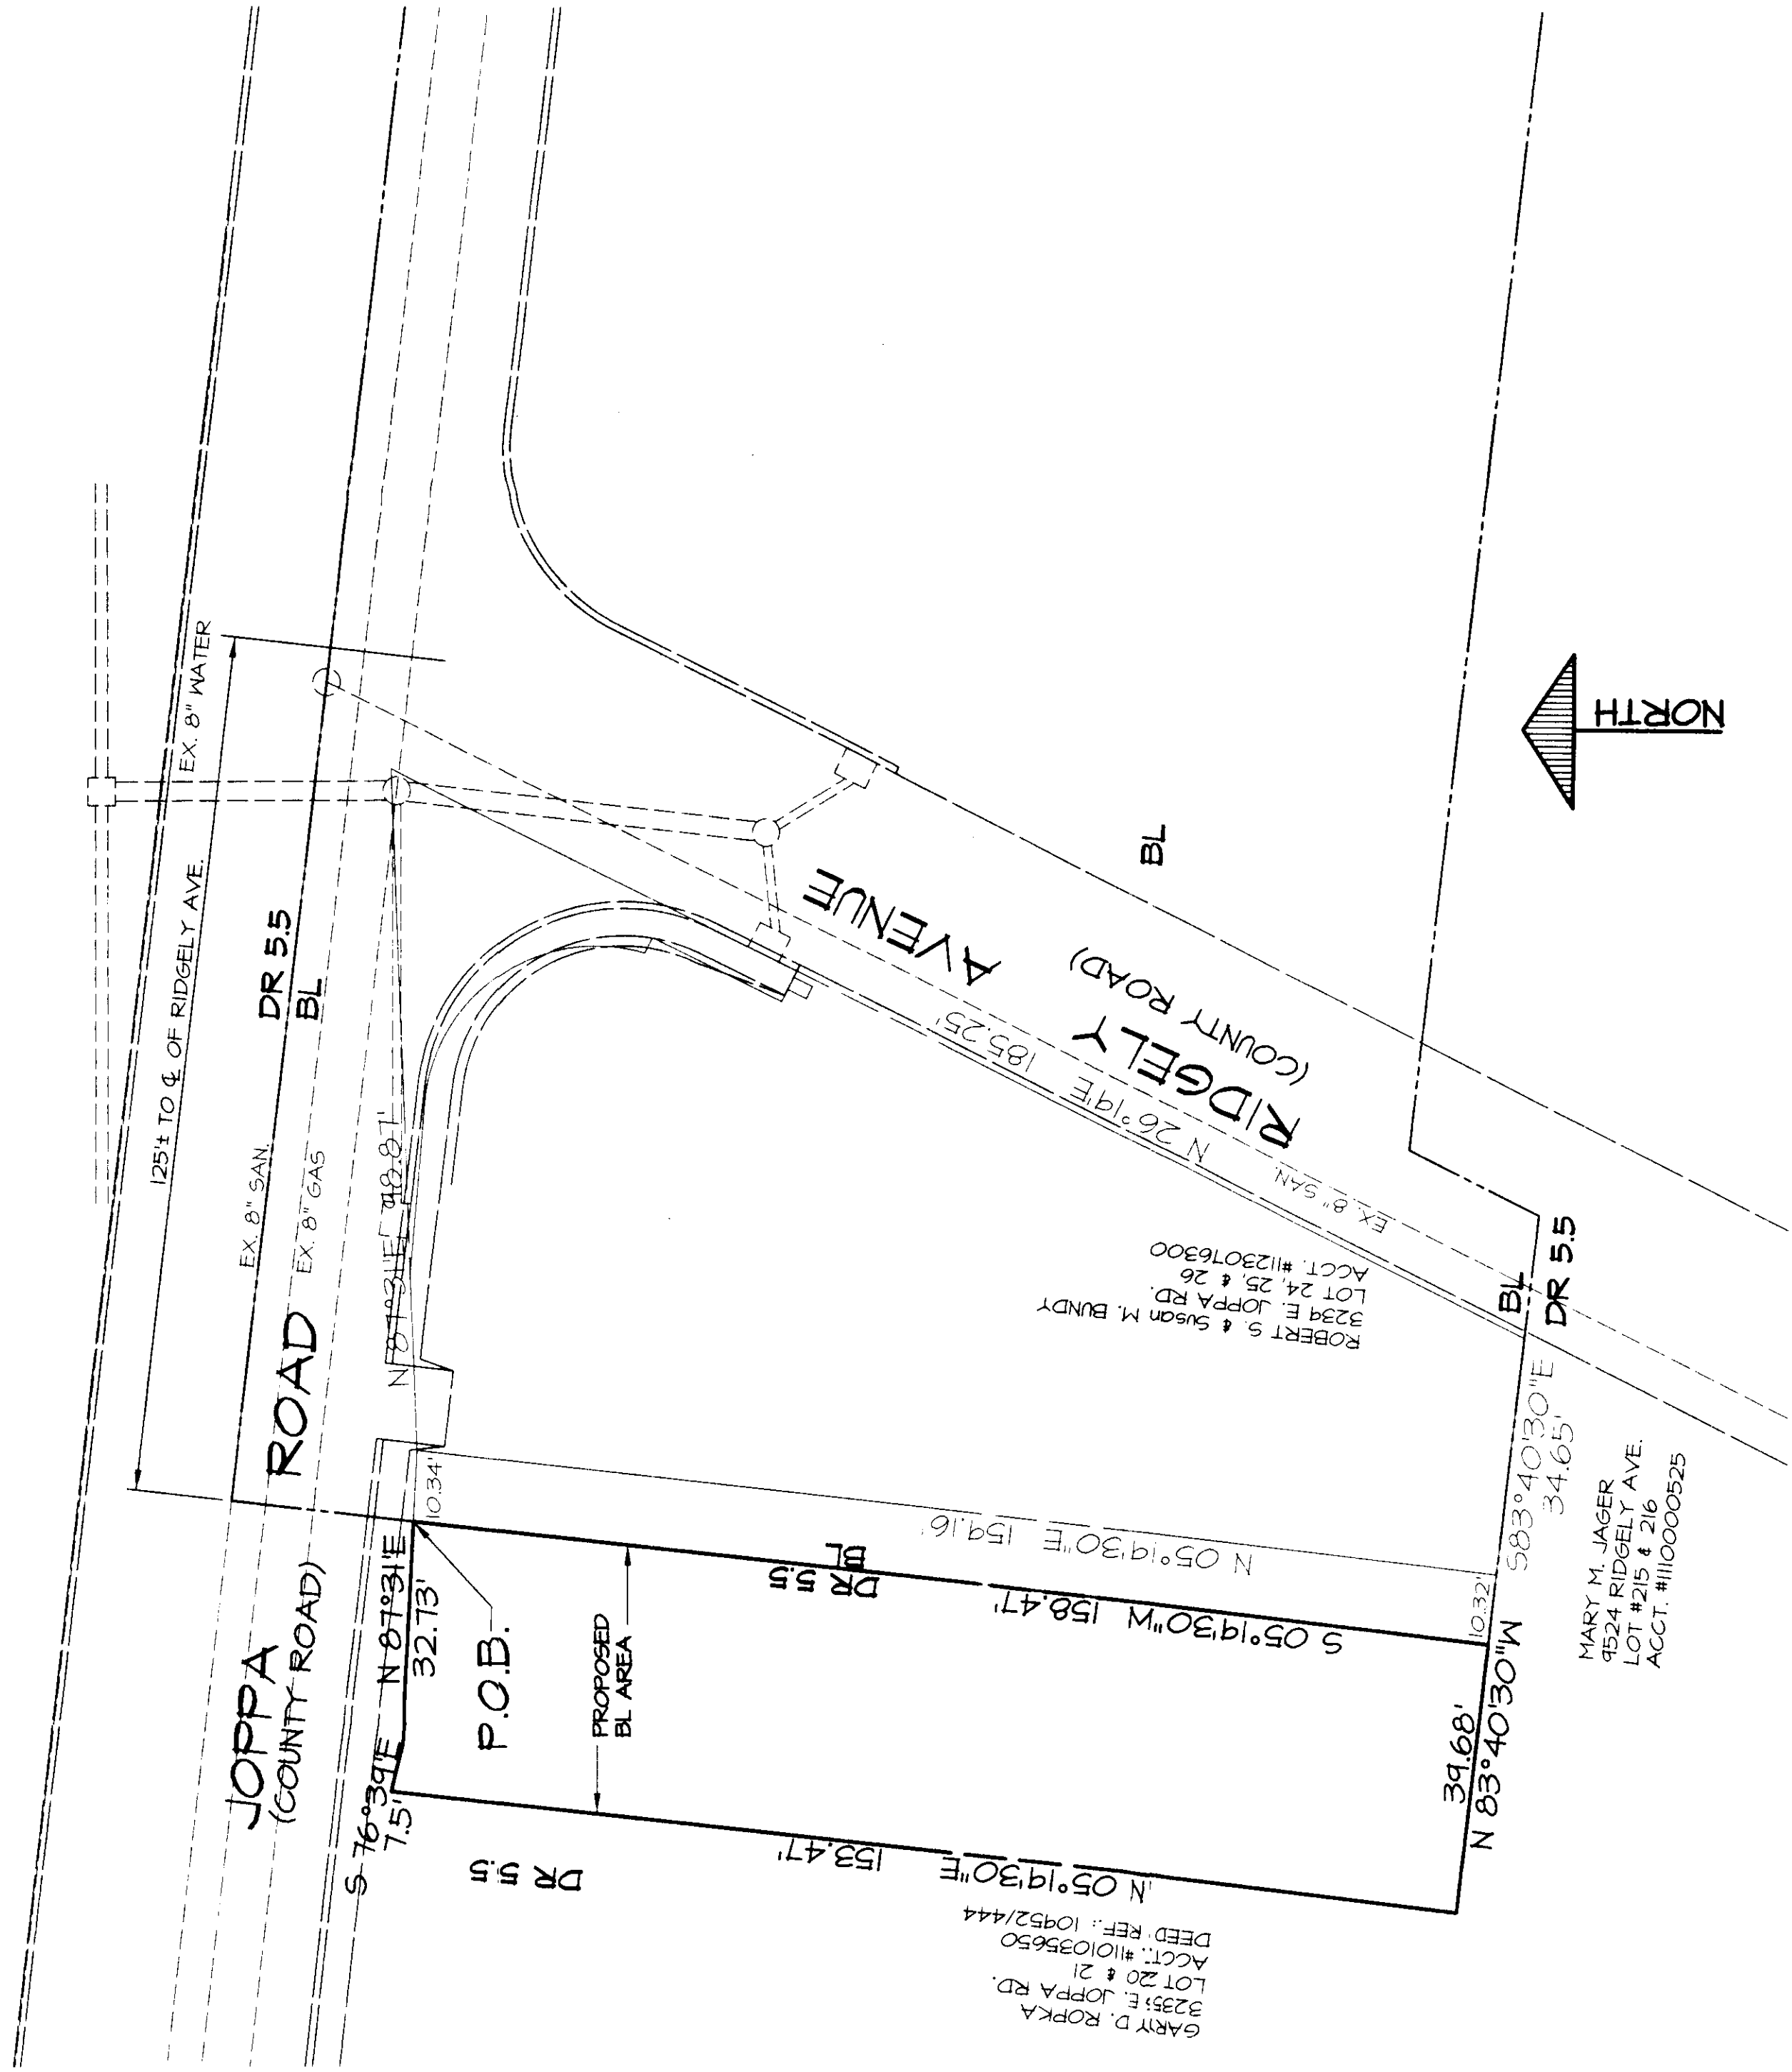 EX. 8" WATER
125'± TO ℄ OF RIDGELY AVE.
DR 5.5
BL
EX. 8" SAN.
EX. 8" GAS
JOPPA ROAD
(COUNTY ROAD)
N 87°31'E 98.87'
S 76°39'E
7.5'
N 87°31'E
32.73'
10.34'
P.O.B.
PROPOSED
BL AREA
DR 5.5
BL
DR 5.5
S 05°19'30"W 158.47'
N 05°19'30"E 159.16'
N 05°19'30"E 153.47'
GARY D. ROPKA
3235 E. JOPPA RD.
LOT 20 & 21
ACCT.: #1101035650
DEED REF.: 10952/444
ROBERT S. & Susan M. BUNDY
3239 E. JOPPA RD.
LOT 24, 25, & 26
ACCT. #1123076300
RIDGELY AVENUE
(COUNTY ROAD)
N 26°19'E 185.25'
EX. 8" SAN.
BL
BL
DR 5.5
10.32'
39.68'
N 83°40'30"W
S83°40'30"E
34.65'
MARY M. JAGER
9524 RIDGELY AVE.
LOT #215 & 216
ACCT. #1110000525
NORTH